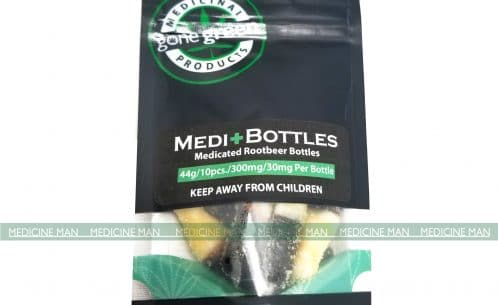 MEDICINAL
gone green
PRODUCTS
MEDI+BOTTLES
Medicated Rootbeer Bottles
44g/10pcs./300mg/30mg Per Bottle
KEEP AWAY FROM CHILDREN
MEDICINE MAN MEDICINE MAN MEDICINE MAN MEDICINE MAN MEDICINE MAN